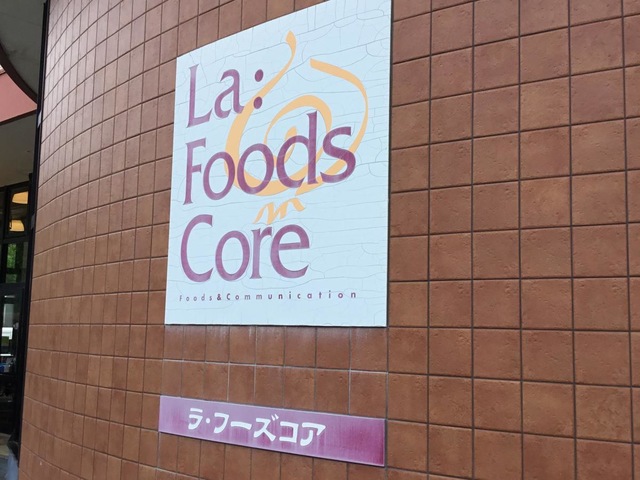 La:
Foods
Core
Foods&Communication
ラ・フーズコア